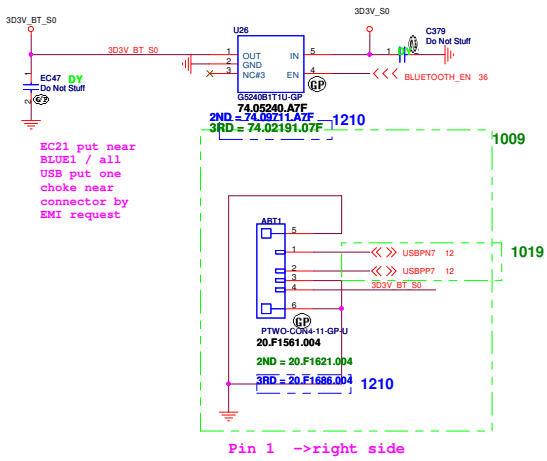 3D3V_BT_S0
3D3V_S0
3D3V_BT_S0
U26
1 OUT IN 5
2 GND
3 NC#3 EN 4
G5240B1T1U-GP
GP
74.05240.A7F
2ND = 74.09711.A7F
3RD = 74.02191.07F
1210
C379
Do Not Stuff
1
DY
BLUETOOTH_EN 36
1
EC47 DY
Do Not Stuff
2
EC21 put near
BLUE1 / all
USB put one
choke near
connector by
EMI request
1009
ABT1
5
1 USBPN7 12
2 USBPP7 12
3
4 3D3V_BT_S0
6
1019
GP
PTWO-CON4-11-GP-U
20.F1561.004
2ND = 20.F1621.004
3RD = 20.F1686.004
1210
Pin 1 ->right side